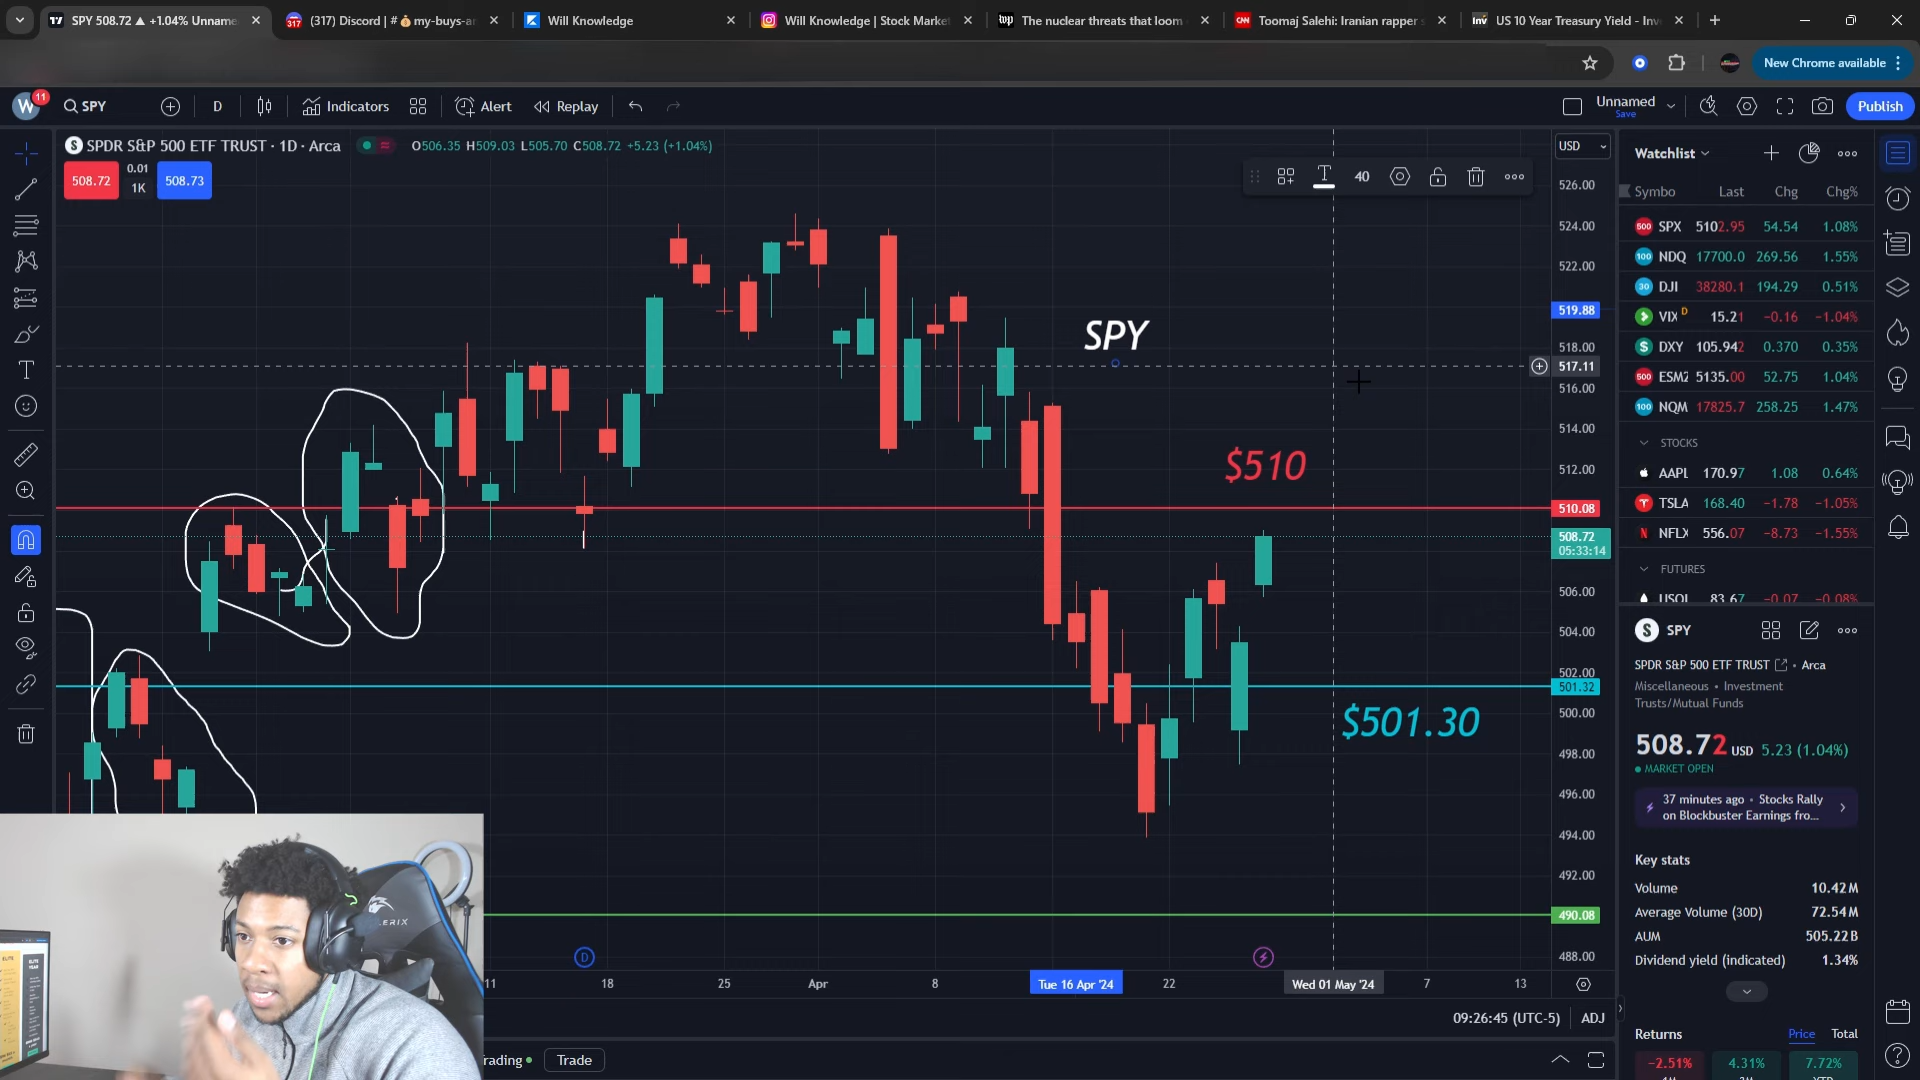 SPY 508.72 ▲ +1.04% Unname
(317) Discord | # 💰my-buys-a
Will Knowledge
Will Knowledge | Stock Marke
The nuclear threats that loom
Toomaj Salehi: Iranian rapper
US 10 Year Treasury Yield - Inv
New Chrome available
W 11
SPY
D
Indicators
Alert
Replay
Unnamed
Save
Publish
SPDR S&P 500 ETF TRUST · 1D · Arca
O506.35 H509.03 L505.70 C508.72 +5.23 (+1.04%)
508.72
0.01
1K
508.73
40
USD
526.00
524.00
522.00
519.88
518.00
517.11
516.00
514.00
512.00
510.08
508.72
05:33:14
506.00
504.00
502.00
501.32
500.00
498.00
496.00
494.00
492.00
490.08
488.00
SPY
$510
$501.30
11
18
25
Apr
8
Tue 16 Apr '24
22
Wed 01 May '24
7
13
09:26:45 (UTC-5)
ADJ
rading
Trade
Watchlist
Symbo Last Chg Chg%
SPX 5102.95 54.54 1.08%
NDQ 17700.0 269.56 1.55%
DJI 38280.1 194.29 0.51%
VIX D 15.21 −0.16 −1.04%
DXY 105.942 0.370 0.35%
ESM2 5135.00 52.75 1.04%
NQM 17825.7 258.25 1.47%
STOCKS
AAPL 170.97 1.08 0.64%
TSLA 168.40 −1.78 −1.05%
NFLX 556.07 −8.73 −1.55%
FUTURES
USOI 83.67 −0.07 −0.08%
SPY
SPDR S&P 500 ETF TRUST • Arca
Miscellaneous • Investment
Trusts/Mutual Funds
508.72 USD 5.23 (1.04%)
MARKET OPEN
37 minutes ago • Stocks Rally
on Blockbuster Earnings fro...
Key stats
Volume 10.42M
Average Volume (30D) 72.54M
AUM 505.22B
Dividend yield (indicated) 1.34%
Returns Price Total
−2.51% 4.31% 7.72%